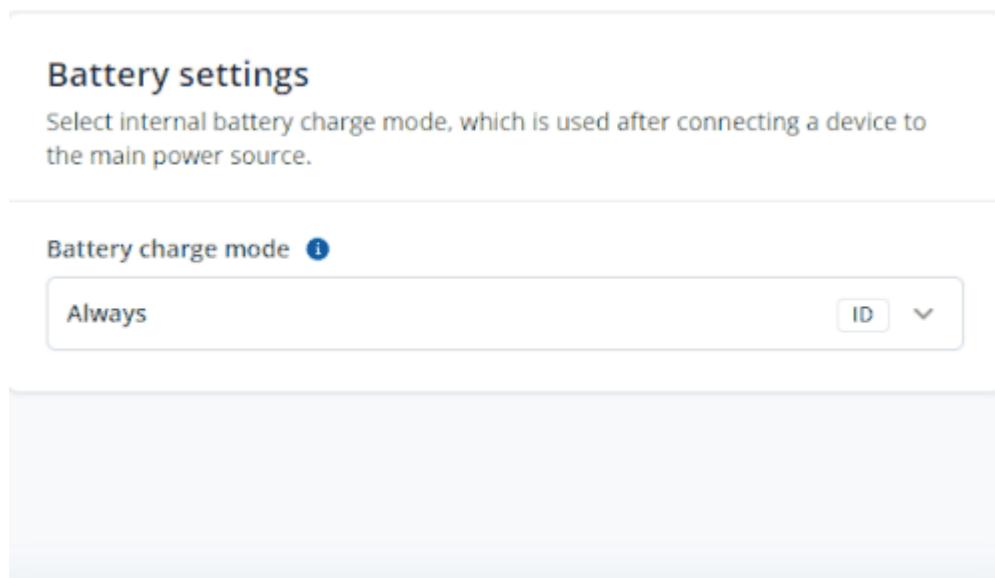 Battery settings
Select internal battery charge mode, which is used after connecting a device to
the main power source.
Battery charge mode
Always
ID